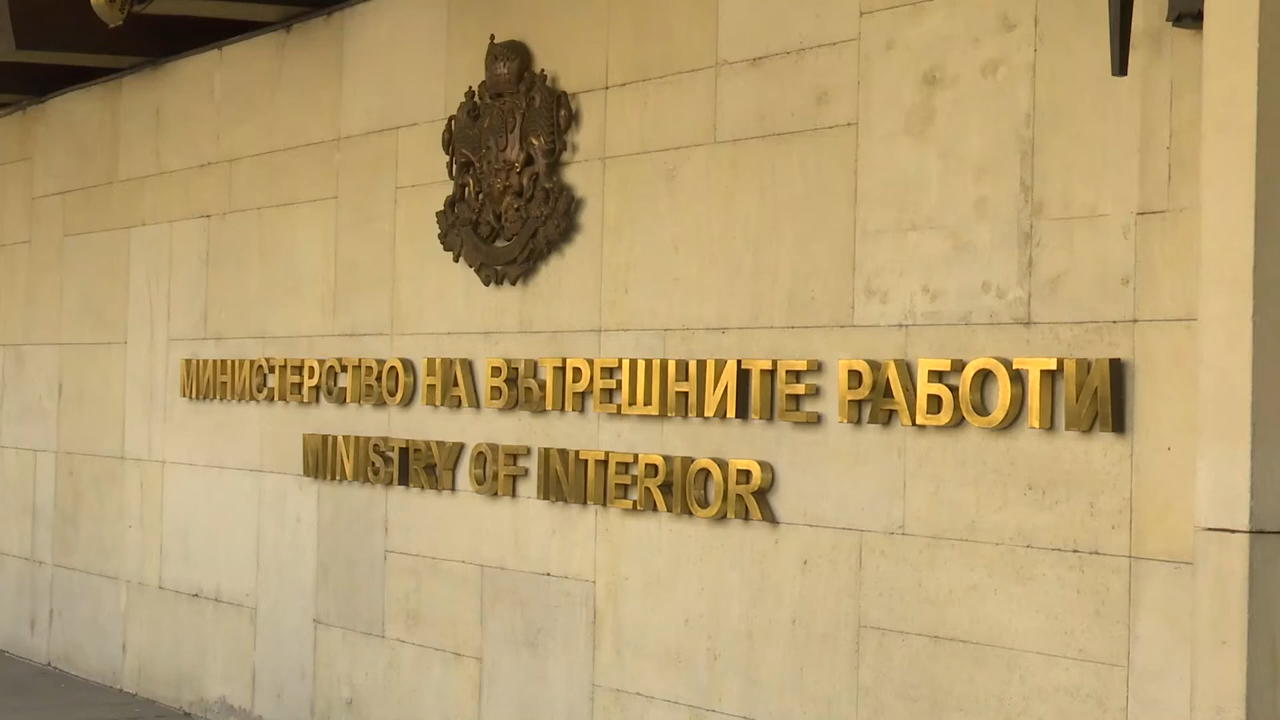 МИНИСТЕРСТВО НА ВЪТРЕШНИТЕ РАБОТИ
MINISTRY OF INTERIOR